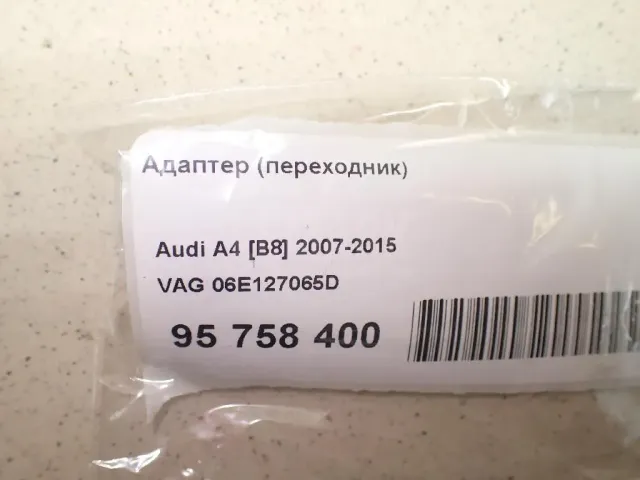 Адаптер (переходник)
Audi A4 [B8] 2007-2015
VAG 06E127065D
95 758 400